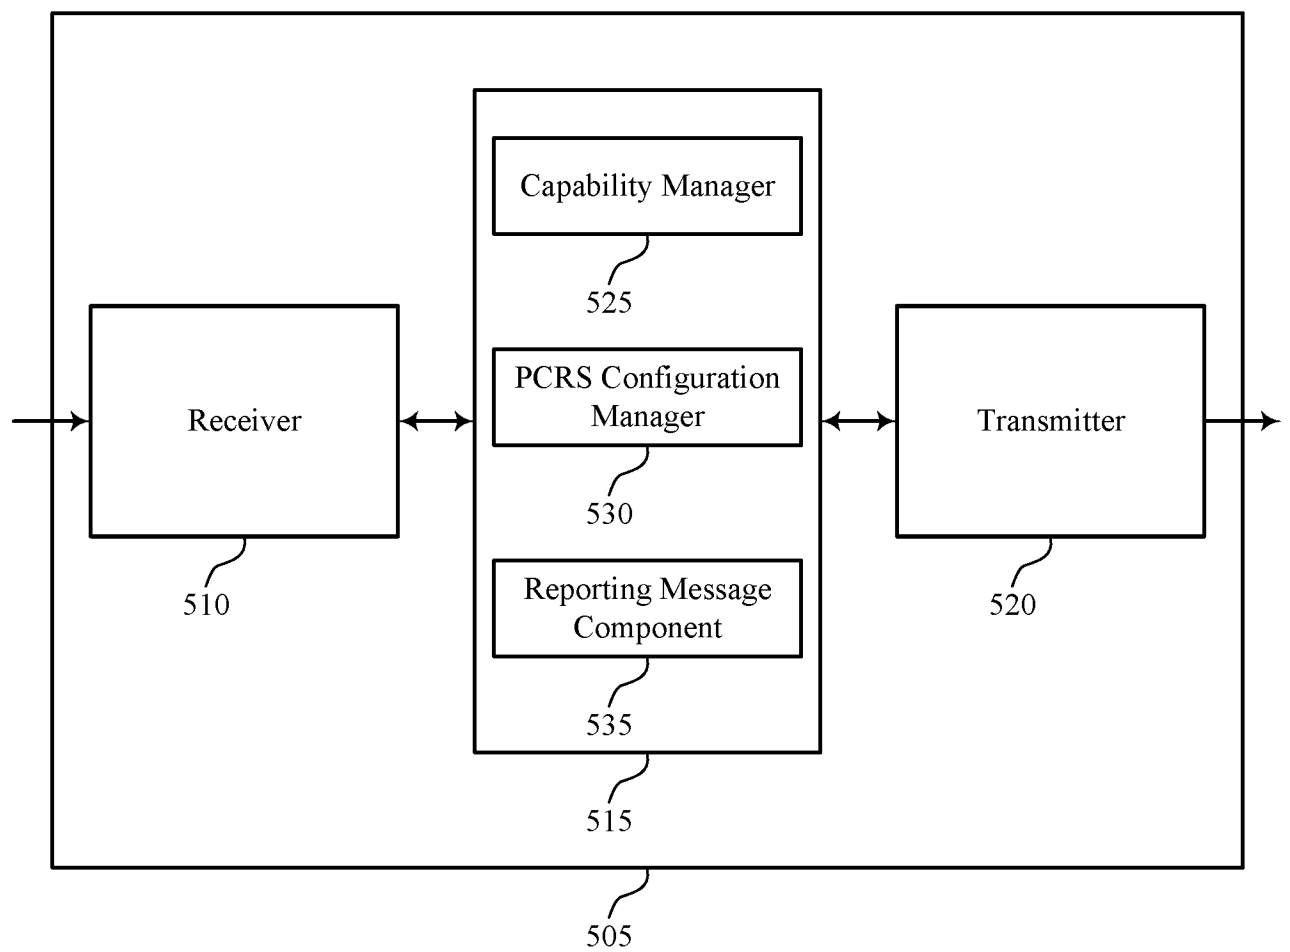 Capability Manager
525
Receiver
510
PCRS Configuration
Manager
530
Reporting Message
Component
535
515
Transmitter
520
505